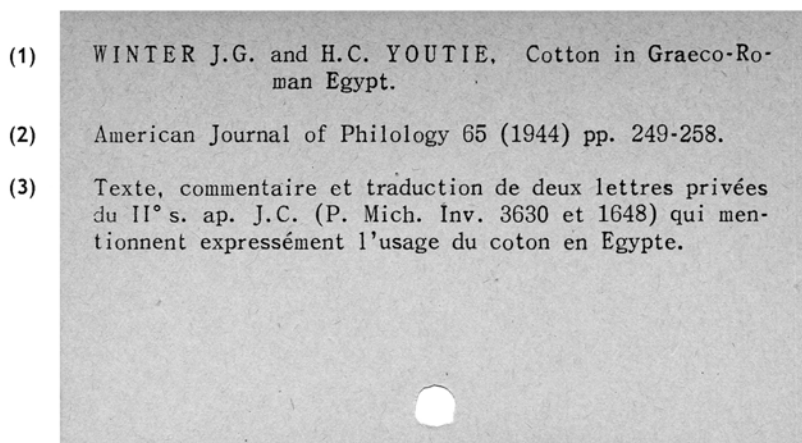 (1) WINTER J.G. and H.C. YOUTIE, Cotton in Graeco-Ro-
man Egypt.
(2) American Journal of Philology 65 (1944) pp. 249-258.
(3) Texte, commentaire et traduction de deux lettres privées
du II° s. ap. J.C. (P. Mich. Inv. 3630 et 1648) qui men-
tionnent expressément l'usage du coton en Egypte.